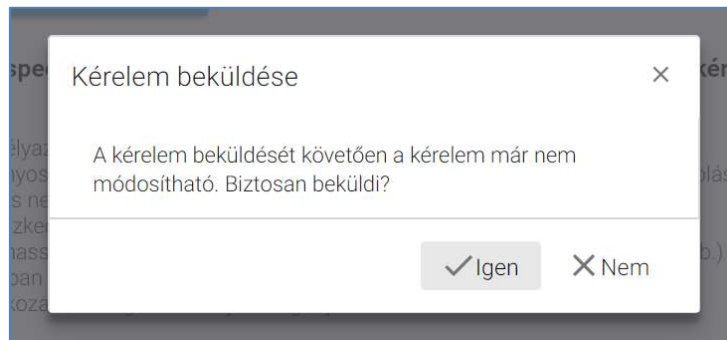 Kérelem beküldése
A kérelem beküldését követően a kérelem már nem
módosítható. Biztosan beküldi?
Igen
Nem